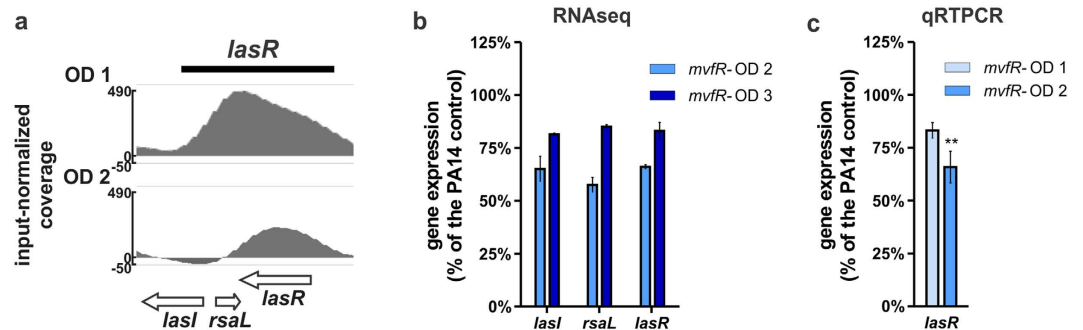 a
lasR
OD 1
490
0
-50
OD 2
490
0
-50
input-normalized
coverage
lasR
lasI rsaL
b
RNAseq
gene expression
(% of the PA14 control)
125%
100%
75%
50%
25%
0%
mvfR- OD 2
mvfR- OD 3
lasI rsaL lasR
c
qRTPCR
gene expression
(% of the PA14 control)
125%
100%
75%
50%
25%
0%
mvfR- OD 1
mvfR- OD 2
**
lasR